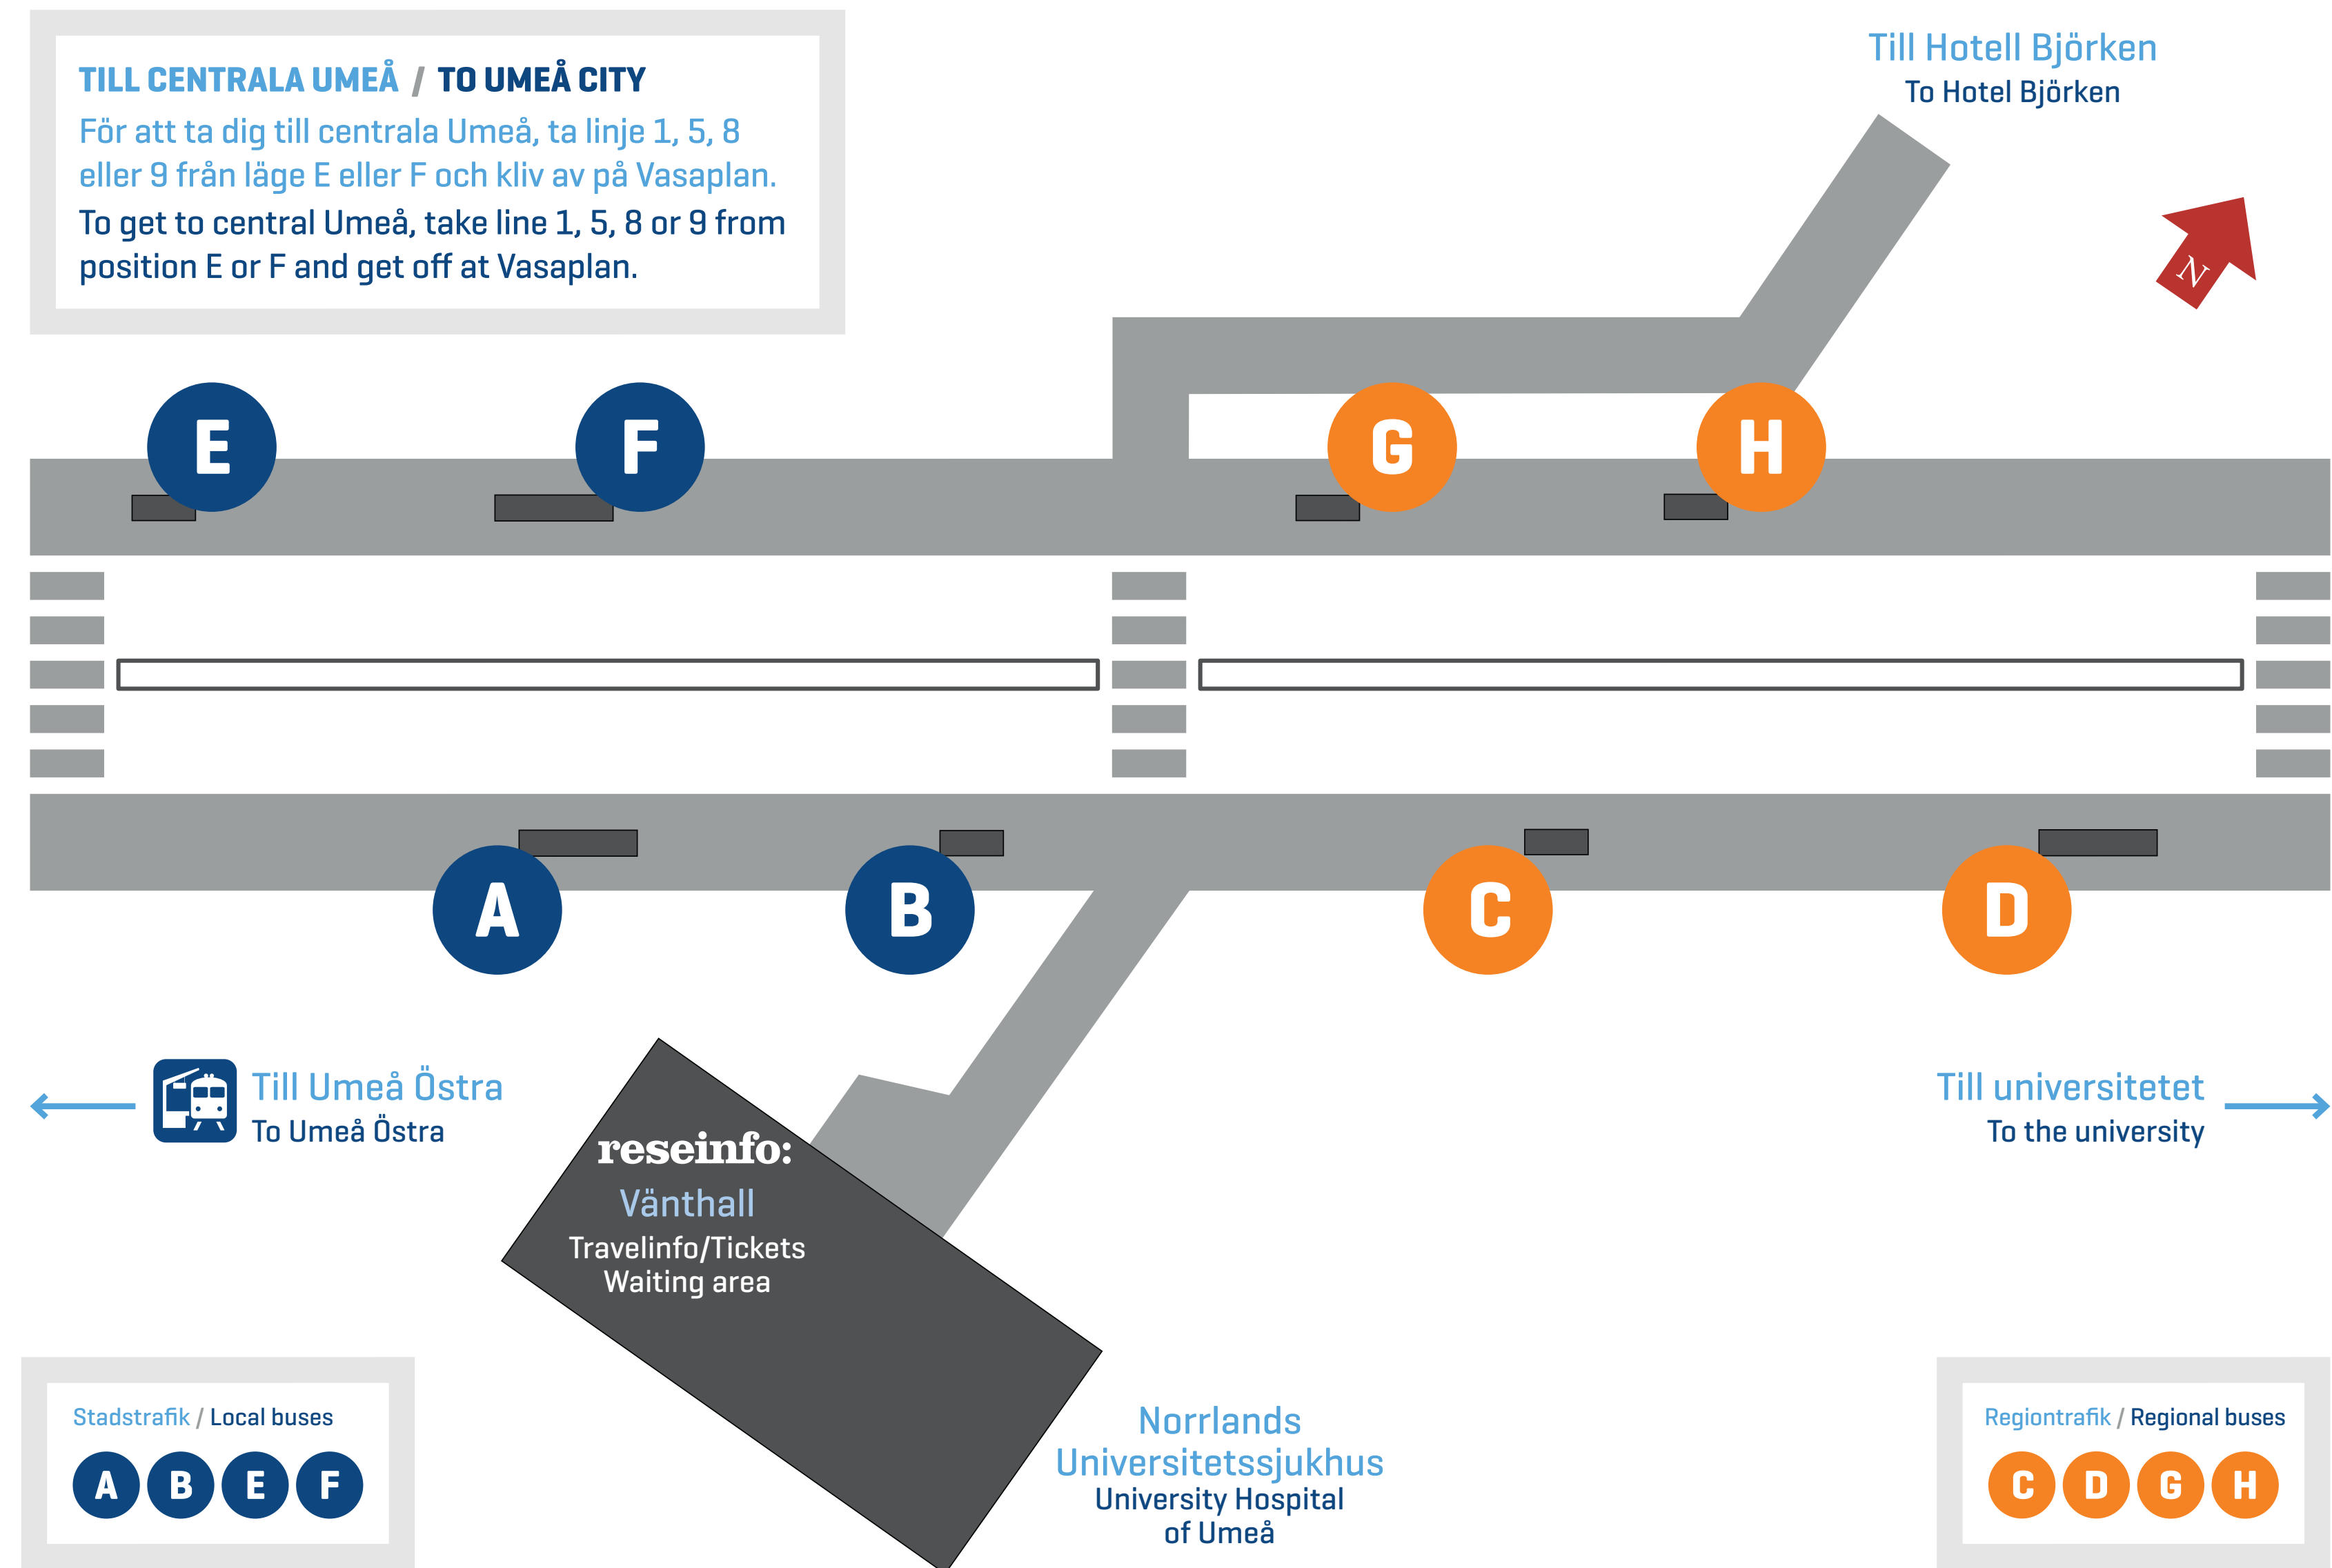 TILL CENTRALA UMEÅ / TO UMEÅ CITY
För att ta dig till centrala Umeå, ta linje 1, 5, 8
eller 9 från läge E eller F och kliv av på Vasaplan.
To get to central Umeå, take line 1, 5, 8 or 9 from
position E or F and get off at Vasaplan.
Till Hotell Björken
To Hotel Björken
N
E
F
G
H
A
B
C
D
Till Umeå Östra
To Umeå Östra
Till universitetet
To the university
reseinfo:
Vänthall
Travelinfo/Tickets
Waiting area
Norrlands
Universitetssjukhus
University Hospital
of Umeå
Stadstrafik / Local buses
A B E F
Regiontrafik / Regional buses
C D G H